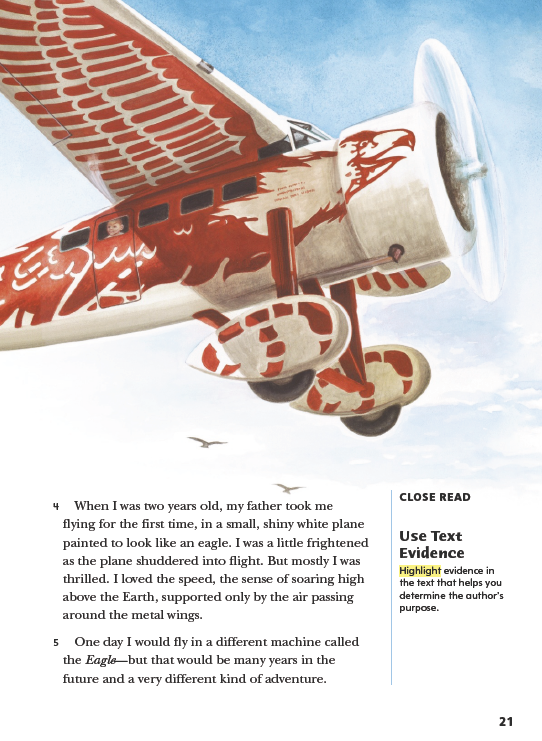 4 When I was two years old, my father took me
flying for the first time, in a small, shiny white plane
painted to look like an eagle. I was a little frightened
as the plane shuddered into flight. But mostly I was
thrilled. I loved the speed, the sense of soaring high
above the Earth, supported only by the air passing
around the metal wings.
5 One day I would fly in a different machine called
the Eagle—but that would be many years in the
future and a very different kind of adventure.
CLOSE READ
Use Text
Evidence
Highlight evidence in
the text that helps you
determine the author's
purpose.
21